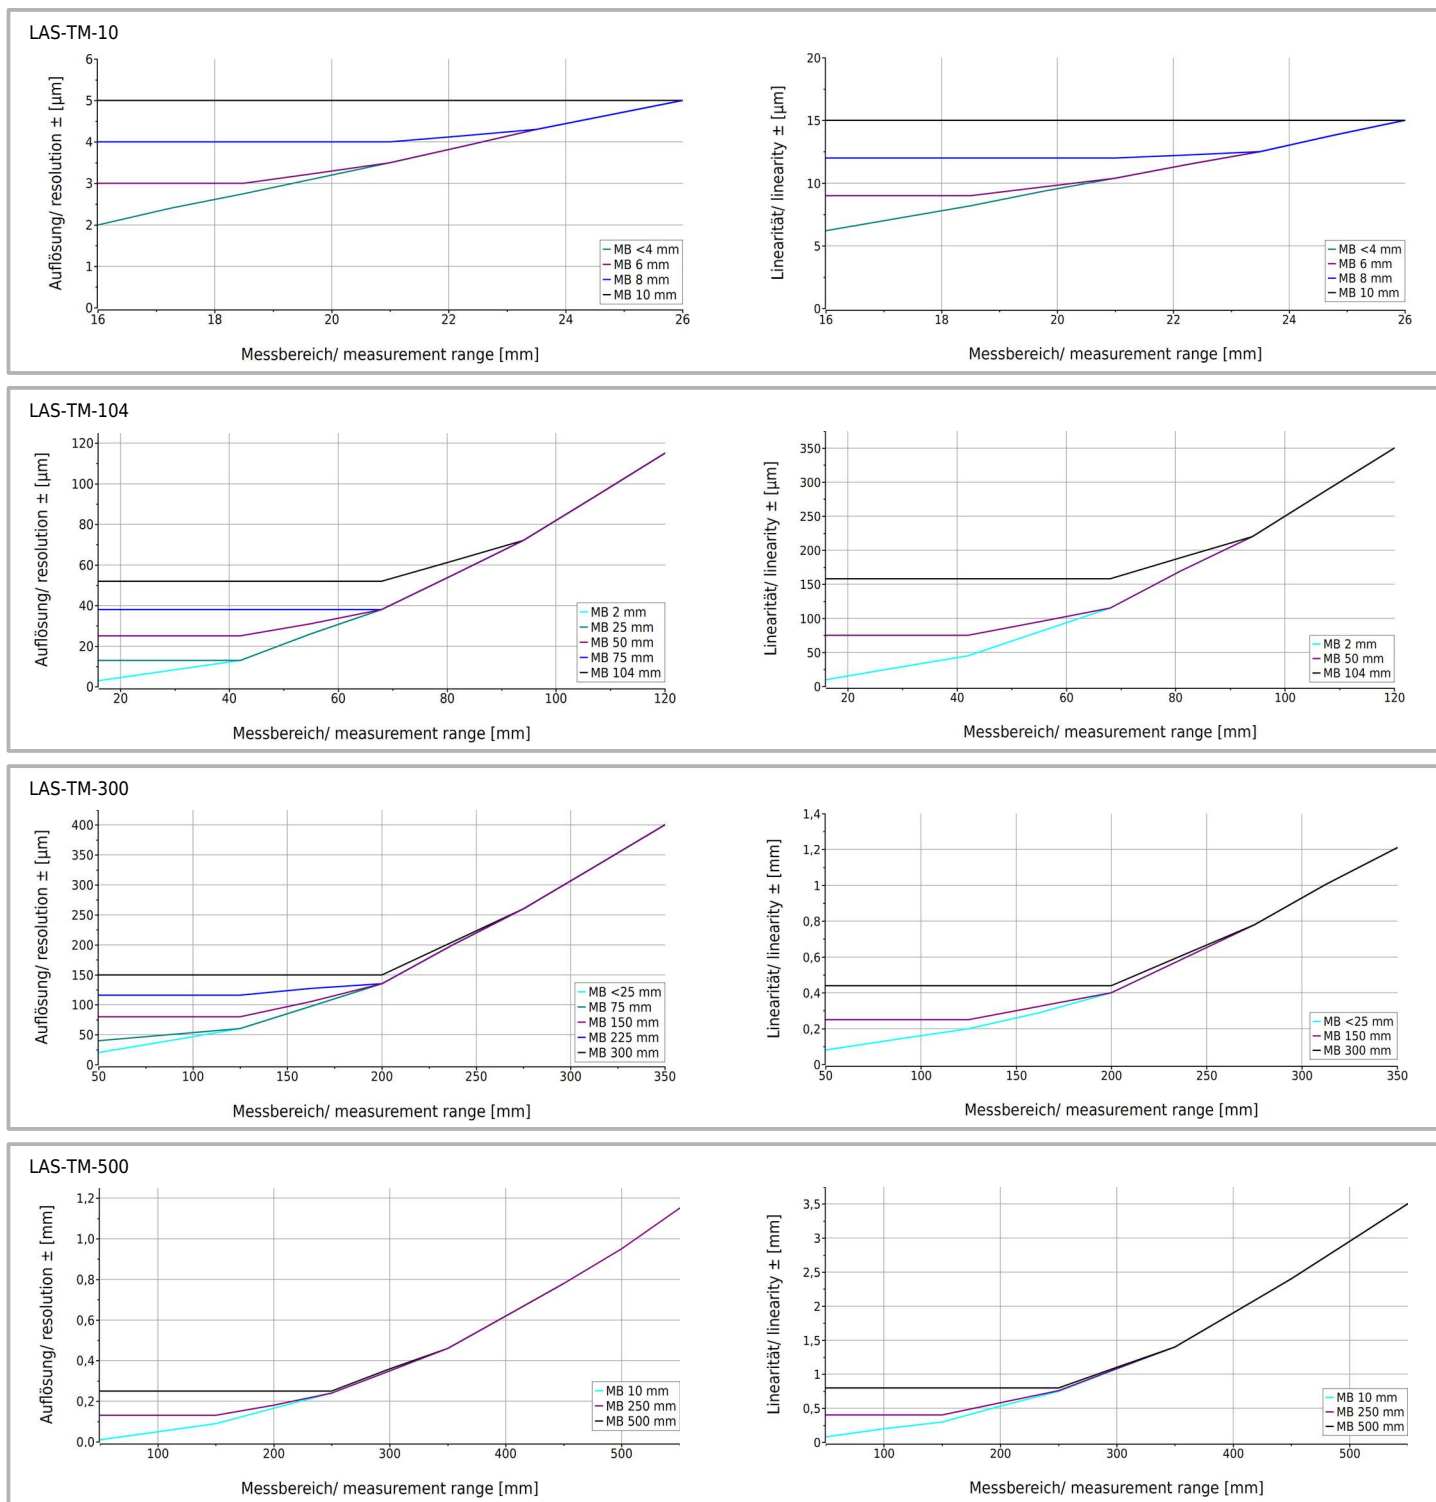 LAS-TM-10
Auflösung/ resolution ± [µm]
6
5
4
3
2
1
0
16 18 20 22 24 26
MB <4 mm
MB 6 mm
MB 8 mm
MB 10 mm
Messbereich/ measurement range [mm]
Linearität/ linearity ± [µm]
20
15
10
5
0
16 18 20 22 24 26
MB <4 mm
MB 6 mm
MB 8 mm
MB 10 mm
Messbereich/ measurement range [mm]
LAS-TM-104
Auflösung/ resolution ± [µm]
120
100
80
60
40
20
0
20 40 60 80 100 120
MB 2 mm
MB 25 mm
MB 50 mm
MB 75 mm
MB 104 mm
Messbereich/ measurement range [mm]
Linearität/ linearity ± [µm]
350
300
250
200
150
100
50
0
20 40 60 80 100 120
MB 2 mm
MB 50 mm
MB 104 mm
Messbereich/ measurement range [mm]
LAS-TM-300
Auflösung/ resolution ± [µm]
400
350
300
250
200
150
100
50
0
50 100 150 200 250 300 350
MB <25 mm
MB 75 mm
MB 150 mm
MB 225 mm
MB 300 mm
Messbereich/ measurement range [mm]
Linearität/ linearity ± [mm]
1,4
1,2
1
0,8
0,6
0,4
0,2
0
50 100 150 200 250 300 350
MB <25 mm
MB 150 mm
MB 300 mm
Messbereich/ measurement range [mm]
LAS-TM-500
Auflösung/ resolution ± [mm]
1,2
1,0
0,8
0,6
0,4
0,2
0.0
100 200 300 400 500
MB 10 mm
MB 250 mm
MB 500 mm
Messbereich/ measurement range [mm]
Linearität/ linearity ± [mm]
3,5
3
2,5
2
1,5
1
0,5
0
100 200 300 400 500
MB 10 mm
MB 250 mm
MB 500 mm
Messbereich/ measurement range [mm]